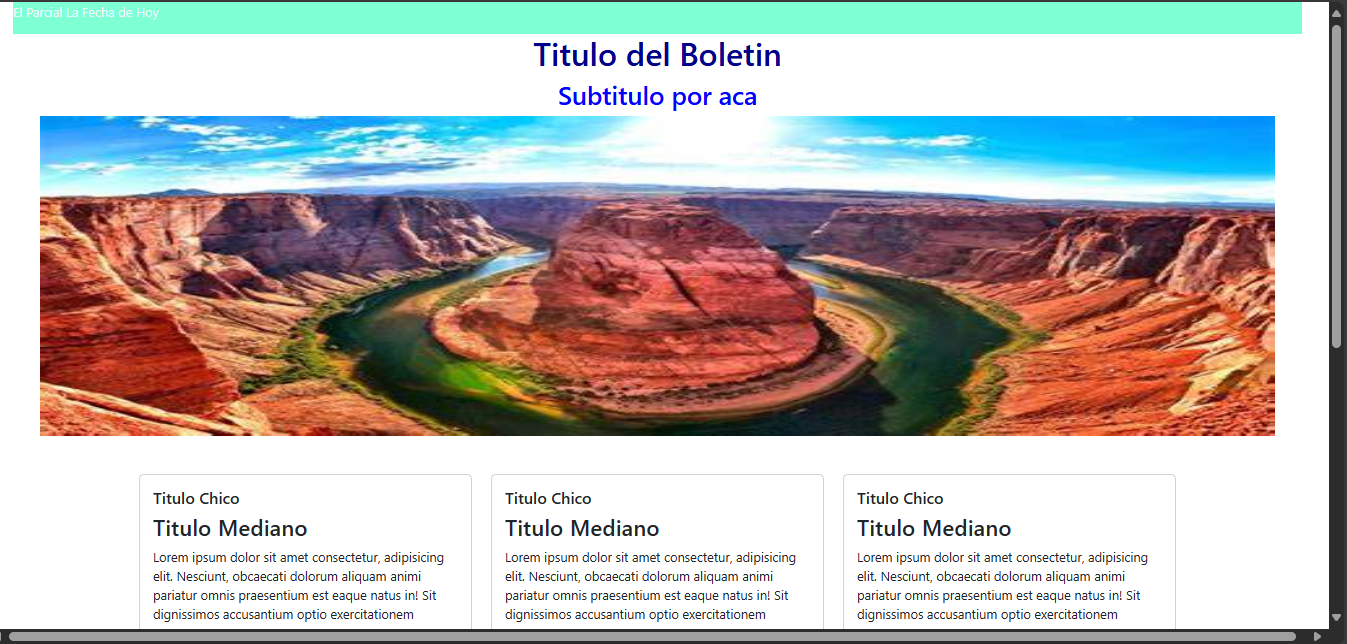 El Parcial La Fecha de Hoy
Titulo del Boletin
Subtitulo por aca
Titulo Chico
Titulo Mediano
Lorem ipsum dolor sit amet consectetur, adipisicing
elit. Nesciunt, obcaecati dolorum aliquam animi
pariatur omnis praesentium est eaque natus in! Sit
dignissimos accusantium optio exercitationem
Titulo Chico
Titulo Mediano
Lorem ipsum dolor sit amet consectetur, adipisicing
elit. Nesciunt, obcaecati dolorum aliquam animi
pariatur omnis praesentium est eaque natus in! Sit
dignissimos accusantium optio exercitationem
Titulo Chico
Titulo Mediano
Lorem ipsum dolor sit amet consectetur, adipisicing
elit. Nesciunt, obcaecati dolorum aliquam animi
pariatur omnis praesentium est eaque natus in! Sit
dignissimos accusantium optio exercitationem